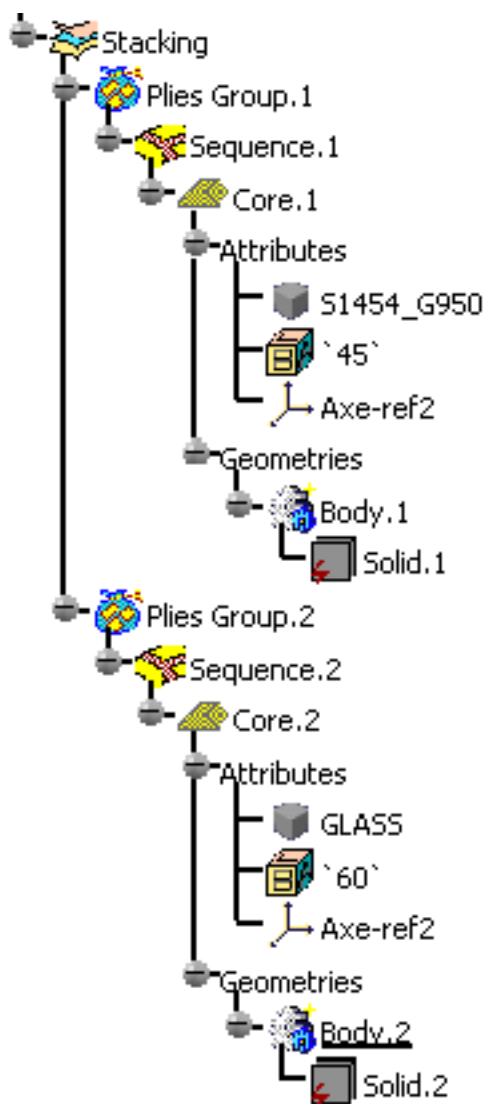 Stacking
Plies Group.1
Sequence.1
Core.1
Attributes
S1454_G950
`45`
Axe-ref2
Geometries
Body.1
Solid.1
Plies Group.2
Sequence.2
Core.2
Attributes
GLASS
`60`
Axe-ref2
Geometries
Body.2
Solid.2